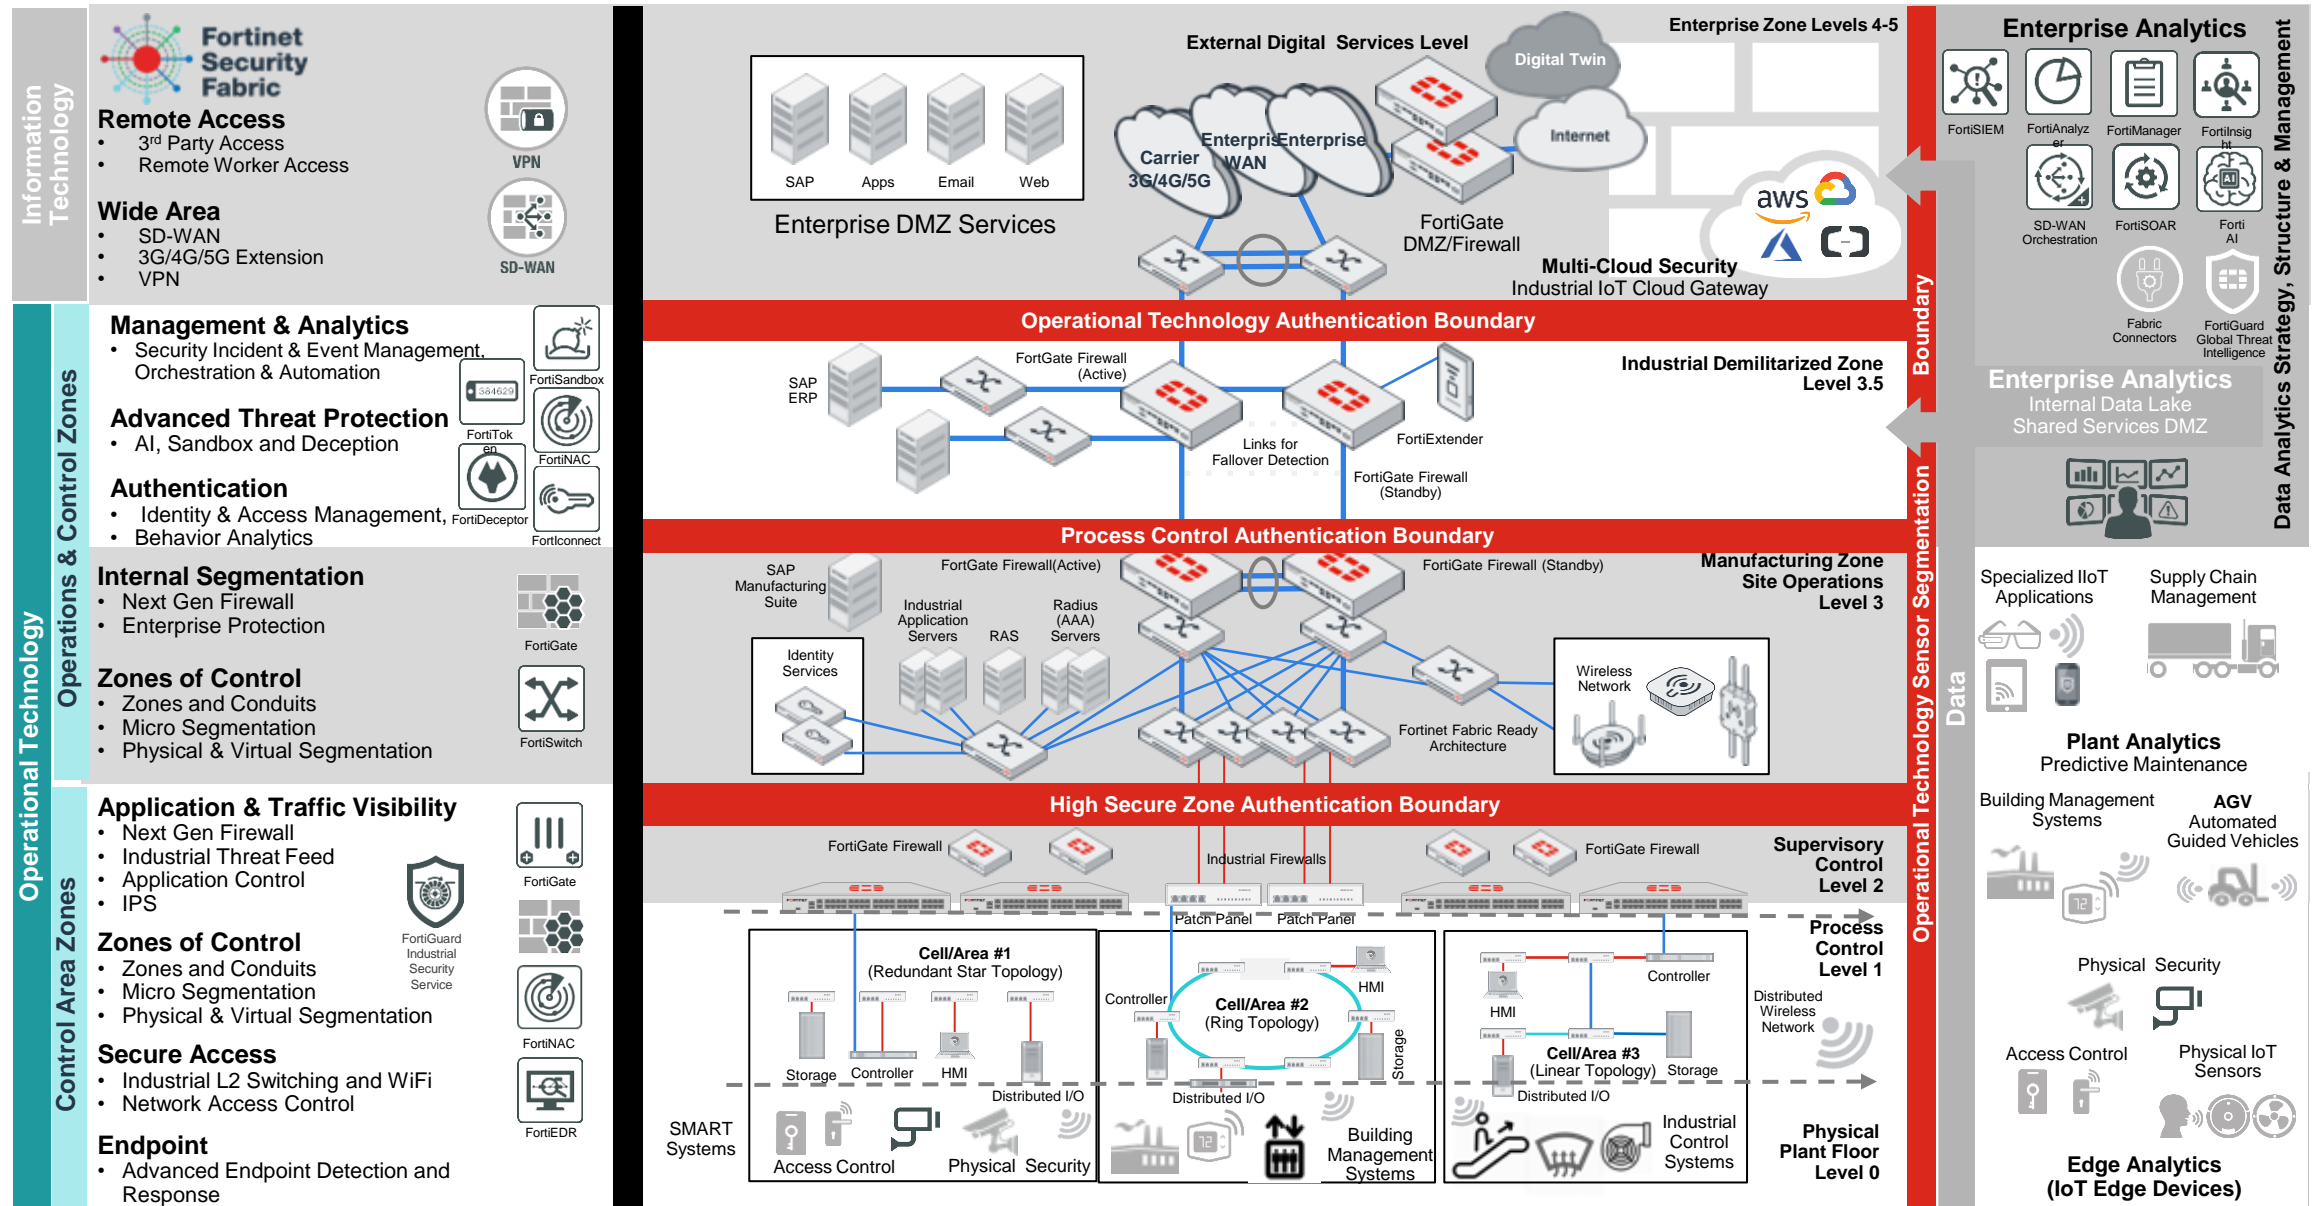 Information
Technology
Operational Technology
Operations & Control Zones
Control Area Zones
Fortinet
Security
Fabric
Remote Access
• 3rd Party Access
• Remote Worker Access
VPN
Wide Area
• SD-WAN
• 3G/4G/5G Extension
• VPN
SD-WAN
Management & Analytics
• Security Incident & Event Management,
Orchestration & Automation
FortiSandbox
384629
FortiTok
en
Advanced Threat Protection
• AI, Sandbox and Deception
FortiNAC
Authentication
• Identity & Access Management,
• Behavior Analytics
FortiDeceptor
FortIconnect
Internal Segmentation
• Next Gen Firewall
• Enterprise Protection
FortiGate
Zones of Control
• Zones and Conduits
• Micro Segmentation
• Physical & Virtual Segmentation
FortiSwitch
Application & Traffic Visibility
• Next Gen Firewall
• Industrial Threat Feed
• Application Control
• IPS
FortiGate
FortiGuard
Industrial
Security
Service
Zones of Control
• Zones and Conduits
• Micro Segmentation
• Physical & Virtual Segmentation
FortiNAC
Secure Access
• Industrial L2 Switching and WiFi
• Network Access Control
FortiEDR
Endpoint
• Advanced Endpoint Detection and
Response
External Digital Services Level
Enterprise Zone Levels 4-5
SAP
Apps
Email
Web
Enterprise DMZ Services
Carrier
3G/4G/5G
Enterpris
WAN
Enterprise
Digital Twin
Internet
FortiGate
DMZ/Firewall
aws
Multi-Cloud Security
Industrial IoT Cloud Gateway
Operational Technology Authentication Boundary
SAP
ERP
FortGate Firewall
(Active)
Industrial Demilitarized Zone
Level 3.5
FortiExtender
Links for
Fallover Detection
FortiGate Firewall
(Standby)
Process Control Authentication Boundary
SAP
Manufacturing
Suite
FortGate Firewall(Active)
FortiGate Firewall (Standby)
Manufacturing Zone
Site Operations
Level 3
Industrial
Application
Servers
RAS
Radius
(AAA)
Servers
Identity
Services
Wireless
Network
Fortinet Fabric Ready
Architecture
High Secure Zone Authentication Boundary
FortiGate Firewall
Industrial Firewalls
FortiGate Firewall
Supervisory
Control
Level 2
Patch Panel
Patch Panel
Process
Control
Level 1
Cell/Area #1
(Redundant Star Topology)
Storage
Controller
HMI
Distributed I/O
Controller
Cell/Area #2
(Ring Topology)
HMI
Storage
Distributed I/O
HMI
Controller
Cell/Area #3
(Linear Topology)
Storage
Distributed I/O
Distributed
Wireless
Network
SMART
Systems
Access Control
Physical Security
72
Building
Management
Systems
Industrial
Control
Systems
Physical
Plant Floor
Level 0
Boundary
Operational Technology Sensor Segmentation
Data
Enterprise Analytics
FortiSIEM
FortiAnalyz
er
FortiManager
FortiInsig
ht
AI
SD-WAN
Orchestration
FortiSOAR
Forti
AI
Fabric
Connectors
FortiGuard
Global Threat
Intelligence
Data Analytics Strategy, Structure & Management
Enterprise Analytics
Internal Data Lake
Shared Services DMZ
Specialized IIoT
Applications
Supply Chain
Management
Plant Analytics
Predictive Maintenance
Building Management
Systems
72
AGV
Automated
Guided Vehicles
Physical Security
Access Control
Physical IoT
Sensors
Edge Analytics
(IoT Edge Devices)